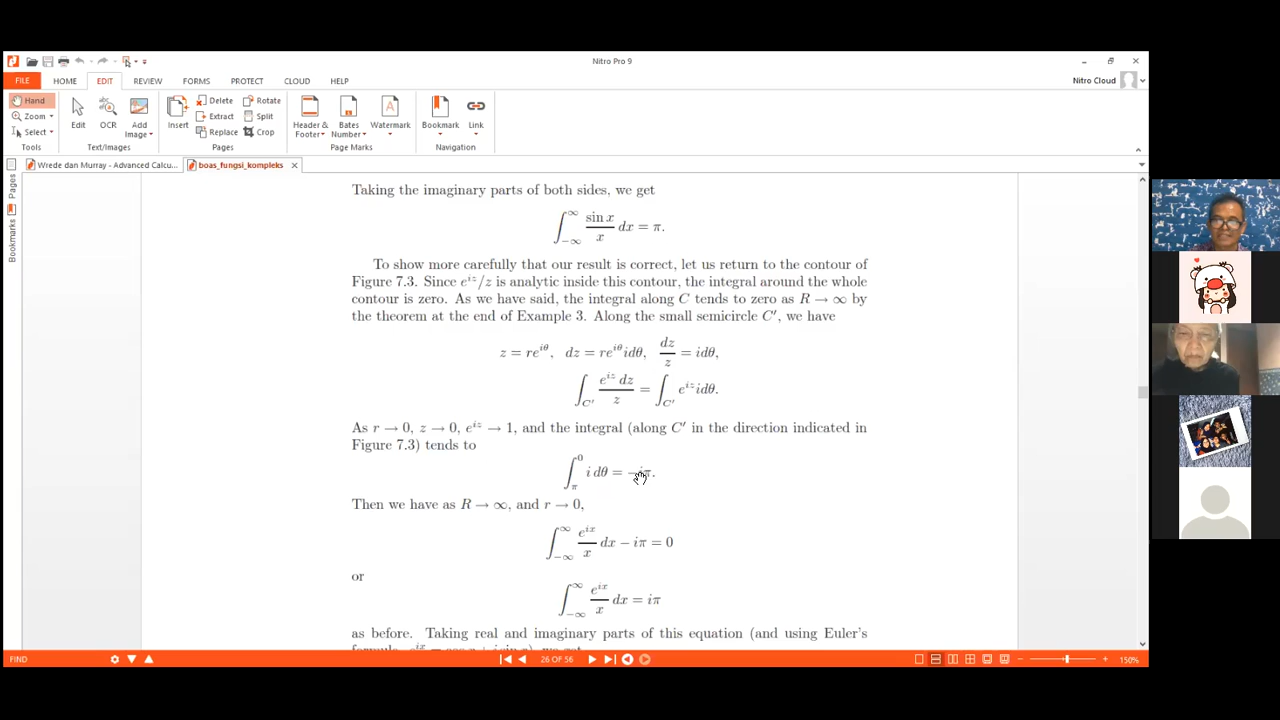 Nitro Pro 9
FILE HOME EDIT REVIEW FORMS PROTECT CLOUD HELP
Nitro Cloud
Hand
Zoom
Select
Tools
Edit
OCR
Add Image
Text/Images
Insert
Delete
Extract
Replace
Rotate
Split
Crop
Pages
Header & Footer
Bates Number
Watermark
Page Marks
Bookmark
Link
Navigation
Wrede dan Murray - Advanced Calcu...
boas_fungsi_kompleks
Pages
Bookmarks
Taking the imaginary parts of both sides, we get
∫_{-∞}^{∞} sin x / x dx = π.
To show more carefully that our result is correct, let us return to the contour of
Figure 7.3. Since e^{iz}/z is analytic inside this contour, the integral around the whole
contour is zero. As we have said, the integral along C tends to zero as R → ∞ by
the theorem at the end of Example 3. Along the small semicircle C′, we have
z = re^{iθ}, dz = re^{iθ}idθ, dz/z = idθ,
∫_{C′} e^{iz} dz / z = ∫_{C′} e^{iz} idθ.
As r → 0, z → 0, e^{iz} → 1, and the integral (along C′ in the direction indicated in
Figure 7.3) tends to
∫_{π}^{0} i dθ = −iπ.
Then we have as R → ∞, and r → 0,
∫_{-∞}^{∞} e^{ix} / x dx − iπ = 0
or
∫_{-∞}^{∞} e^{ix} / x dx = iπ
as before. Taking real and imaginary parts of this equation (and using Euler's
FIND
26 OF 56
150%